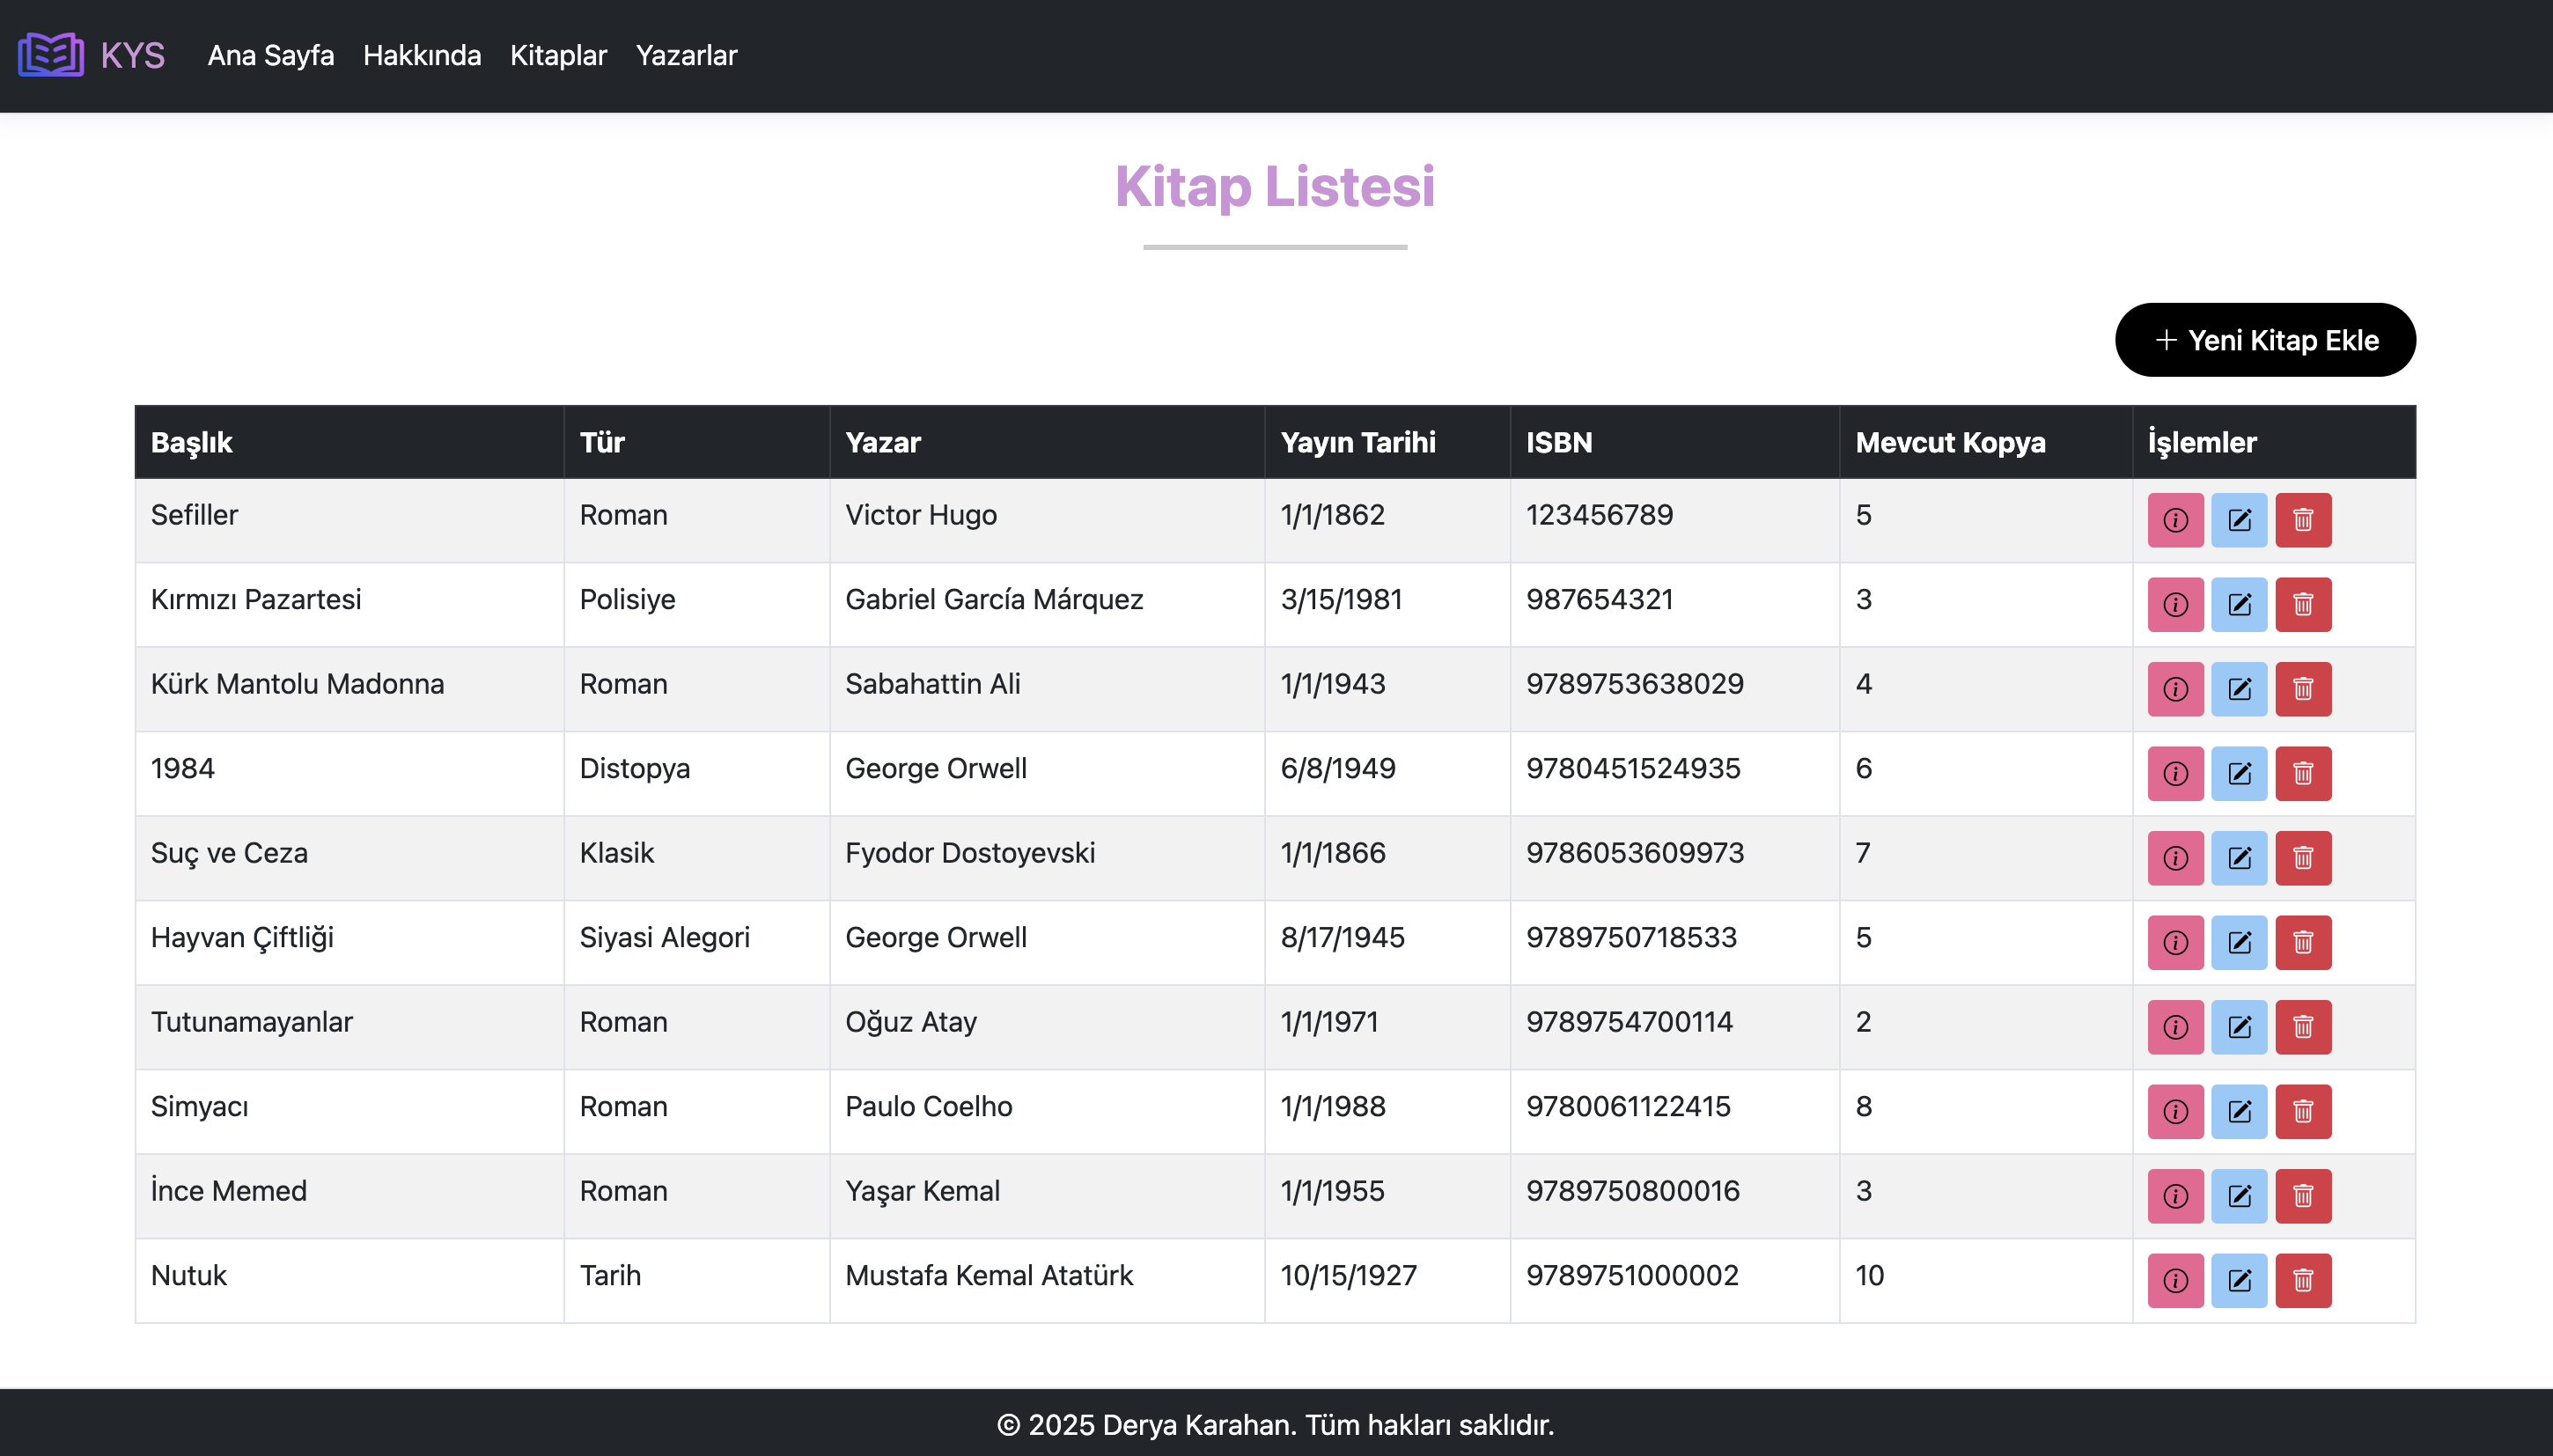 KYS Ana Sayfa Hakkında Kitaplar Yazarlar
Kitap Listesi
+ Yeni Kitap Ekle
Başlık Tür Yazar Yayın Tarihi ISBN Mevcut Kopya İşlemler
Sefiller Roman Victor Hugo 1/1/1862 123456789 5
Kırmızı Pazartesi Polisiye Gabriel García Márquez 3/15/1981 987654321 3
Kürk Mantolu Madonna Roman Sabahattin Ali 1/1/1943 9789753638029 4
1984 Distopya George Orwell 6/8/1949 9780451524935 6
Suç ve Ceza Klasik Fyodor Dostoyevski 1/1/1866 9786053609973 7
Hayvan Çiftliği Siyasi Alegori George Orwell 8/17/1945 9789750718533 5
Tutunamayanlar Roman Oğuz Atay 1/1/1971 9789754700114 2
Simyacı Roman Paulo Coelho 1/1/1988 9780061122415 8
İnce Memed Roman Yaşar Kemal 1/1/1955 9789750800016 3
Nutuk Tarih Mustafa Kemal Atatürk 10/15/1927 9789751000002 10
© 2025 Derya Karahan. Tüm hakları saklıdır.